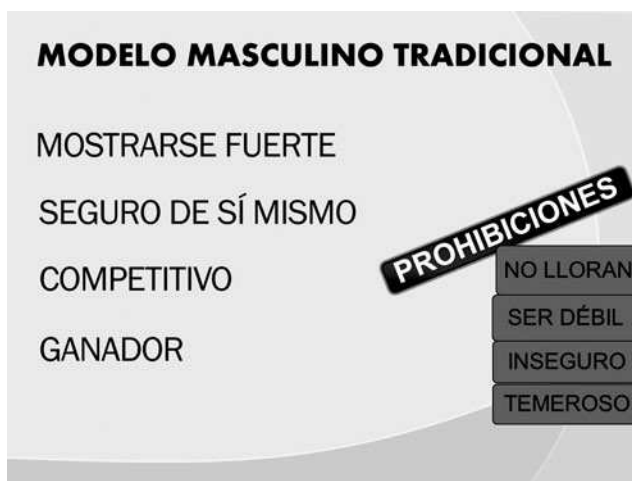 MODELO MASCULINO TRADICIONAL
MOSTRARSE FUERTE
SEGURO DE SÍ MISMO
COMPETITIVO
GANADOR
PROHIBICIONES
NO LLORAN
SER DÉBIL
INSEGURO
TEMEROSO